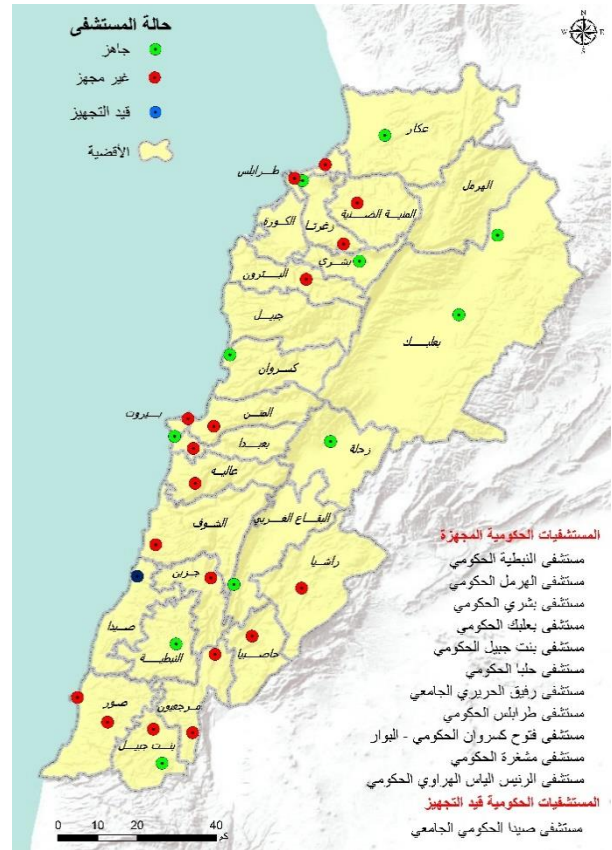 حالة المستشفى
جاهز
غير مجهز
قيد التجهيز
الأقضية
N
W E
S
عكار
طرابلس
الهرمل
المنية الضنية
زغرتا
الكورة
بشري
البترون
جبيل
بعلبك
كسروان
المتن
بيروت
بعبدا
زحلة
عاليه
الشوف
البقاع الغربي
راشيا
جزين
صيدا
حاصبيا
النبطية
مرجعيون
صور
بنت جبيل
المستشفيات الحكومية المجهزة
مستشفى النبطية الحكومي
مستشفى الهرمل الحكومي
مستشفى بشري الحكومي
مستشفى بعلبك الحكومي
مستشفى بنت جبيل الحكومي
مستشفى حلبا الحكومي
مستشفى رفيق الحريري الجامعي
مستشفى طرابلس الحكومي
مستشفى فتوح كسروان الحكومي - البوار
مستشفى مشغرة الحكومي
مستشفى الرئيس الياس الهراوي الحكومي
المستشفيات الحكومية قيد التجهيز
مستشفى صيدا الحكومي الجامعي
0 10 20 40
كم